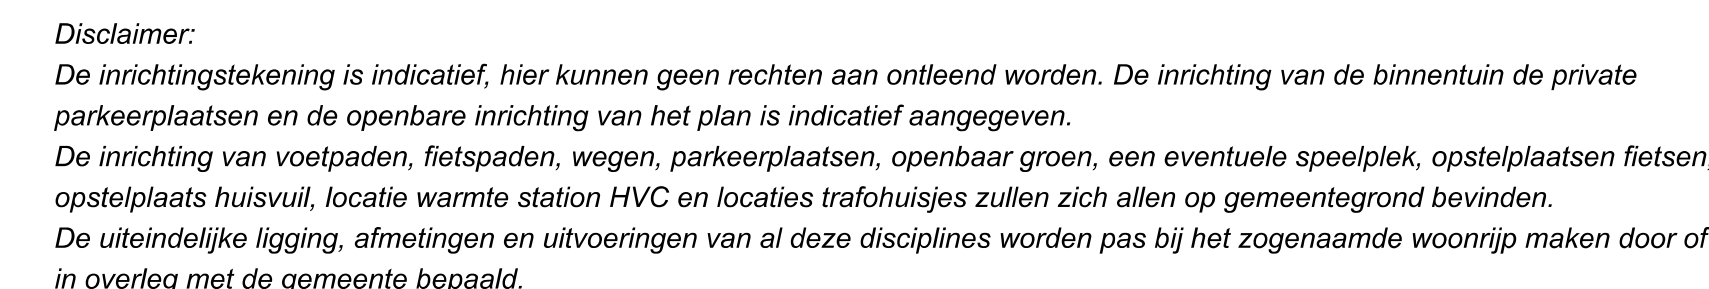 Disclaimer:
De inrichtingstekening is indicatief, hier kunnen geen rechten aan ontleend worden. De inrichting van de binnentuin de private
parkeerplaatsen en de openbare inrichting van het plan is indicatief aangegeven.
De inrichting van voetpaden, fietspaden, wegen, parkeerplaatsen, openbaar groen, een eventuele speelplek, opstelplaatsen fietsen,
opstelplaats huisvuil, locatie warmte station HVC en locaties trafohuisjes zullen zich allen op gemeentegrond bevinden.
De uiteindelijke ligging, afmetingen en uitvoeringen van al deze disciplines worden pas bij het zogenaamde woonrijp maken door of
in overleg met de gemeente bepaald.